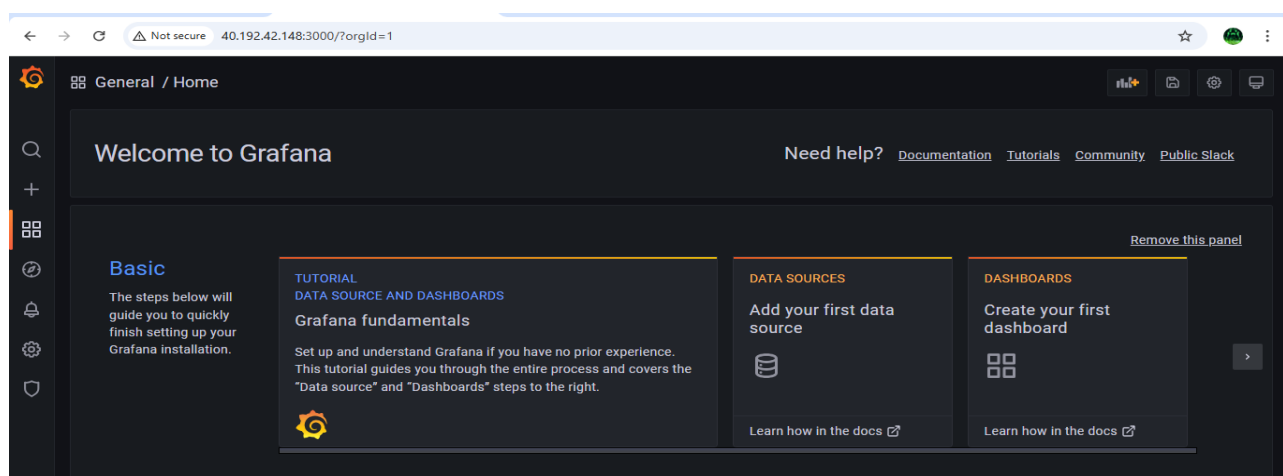 Not secure 40.192.42.148:3000/?orgId=1
General / Home
Welcome to Grafana
Need help? Documentation Tutorials Community Public Slack
Remove this panel
Basic
The steps below will
guide you to quickly
finish setting up your
Grafana installation.
TUTORIAL
DATA SOURCE AND DASHBOARDS
Grafana fundamentals
Set up and understand Grafana if you have no prior experience.
This tutorial guides you through the entire process and covers the
"Data source" and "Dashboards" steps to the right.
DATA SOURCES
Add your first data
source
Learn how in the docs
DASHBOARDS
Create your first
dashboard
Learn how in the docs